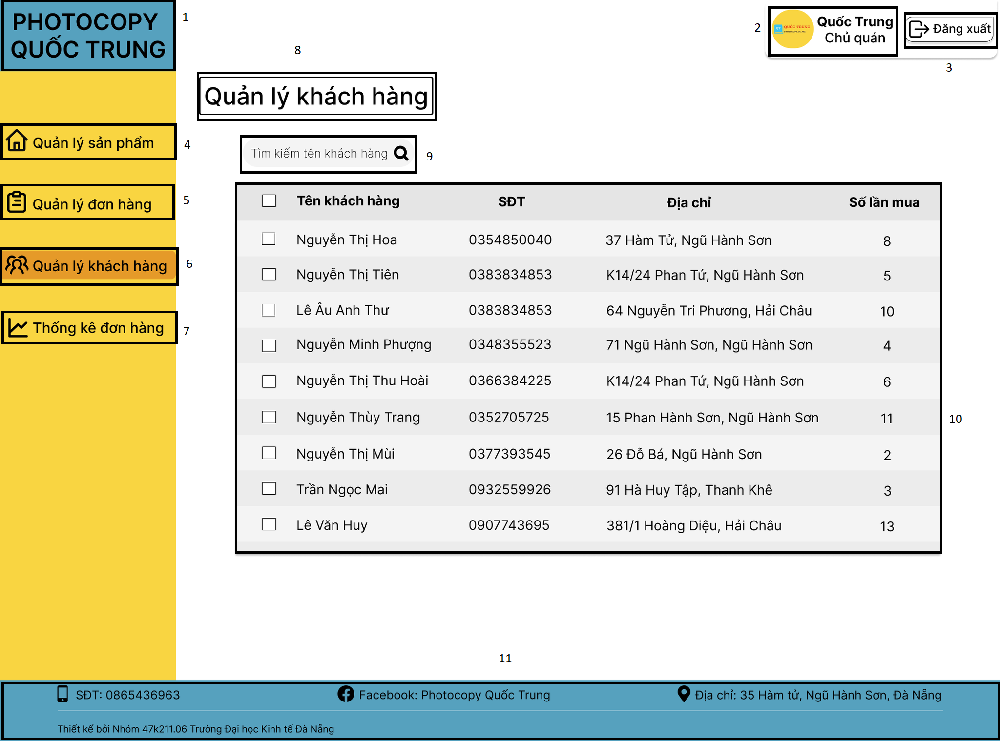 PHOTOCOPY
QUỐC TRUNG
1
8
2
QT QUỐC TRUNG
Quốc Trung
Chủ quán
Đăng xuất
3
Quản lý khách hàng
Quản lý sản phẩm
4
Tìm kiếm tên khách hàng
9
Quản lý đơn hàng
5
Quản lý khách hàng
6
Thống kê đơn hàng
7
Tên khách hàng SĐT Địa chỉ Số lần mua
Nguyễn Thị Hoa 0354850040 37 Hàm Tử, Ngũ Hành Sơn 8
Nguyễn Thị Tiên 0383834853 K14/24 Phan Tứ, Ngũ Hành Sơn 5
Lê Âu Anh Thư 0383834853 64 Nguyễn Tri Phương, Hải Châu 10
Nguyễn Minh Phượng 0348355523 71 Ngũ Hành Sơn, Ngũ Hành Sơn 4
Nguyễn Thị Thu Hoài 0366384225 K14/24 Phan Tứ, Ngũ Hành Sơn 6
Nguyễn Thùy Trang 0352705725 15 Phan Hành Sơn, Ngũ Hành Sơn 11
10
Nguyễn Thị Mùi 0377393545 26 Đỗ Bá, Ngũ Hành Sơn 2
Trần Ngọc Mai 0932559926 91 Hà Huy Tập, Thanh Khê 3
Lê Văn Huy 0907743695 381/1 Hoàng Diệu, Hải Châu 13
11
SĐT: 0865436963 Facebook: Photocopy Quốc Trung Địa chỉ: 35 Hàm tử, Ngũ Hành Sơn, Đà Nẵng
Thiết kế bởi Nhóm 47k211.06 Trường Đại học Kinh tế Đà Nẵng